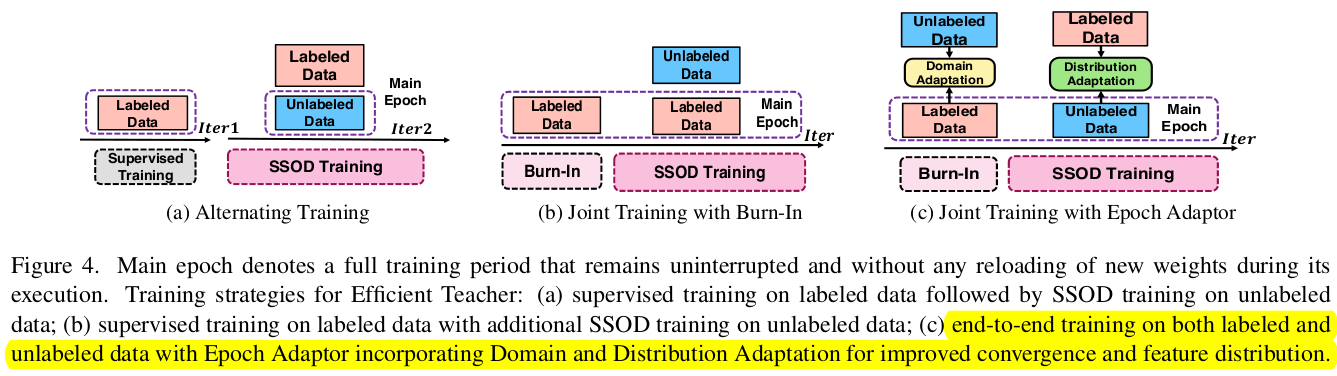 Labeled
Data
Iter1
Supervised
Training
Labeled
Data
Unlabeled
Data
Main
Epoch
Iter2
SSOD Training
(a) Alternating Training
Unlabeled
Data
Labeled
Data
Labeled
Data
Main
Epoch
Iter
Burn-In
SSOD Training
(b) Joint Training with Burn-In
Unlabeled
Data
Labeled
Data
Domain
Adaptation
Distribution
Adaptation
Labeled
Data
Unlabeled
Data
Main
Epoch
Iter
Burn-In
SSOD Training
(c) Joint Training with Epoch Adaptor
Figure 4. Main epoch denotes a full training period that remains uninterrupted and without any reloading of new weights during its
execution. Training strategies for Efficient Teacher: (a) supervised training on labeled data followed by SSOD training on unlabeled
data; (b) supervised training on labeled data with additional SSOD training on unlabeled data; (c) end-to-end training on both labeled and
unlabeled data with Epoch Adaptor incorporating Domain and Distribution Adaptation for improved convergence and feature distribution.